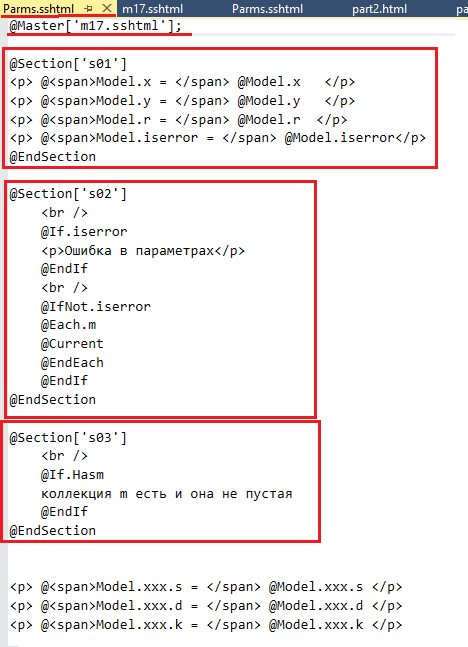 Parms.sshtml m17.sshtml Parms.sshtml part2.html pa
@Master['m17.sshtml'];
@Section['s01']
<p> @<span>Model.x = </span> @Model.x </p>
<p> @<span>Model.y = </span> @Model.y </p>
<p> @<span>Model.r = </span> @Model.r </p>
<p> @<span>Model.iserror = </span> @Model.iserror</p>
@EndSection
@Section['s02']
<br />
@If.iserror
<p>Ошибка в параметрах</p>
@EndIf
<br />
@IfNot.iserror
@Each.m
@Current
@EndEach
@EndIf
@EndSection
@Section['s03']
<br />
@If.Hasm
коллекция m есть и она не пустая
@EndIf
@EndSection
<p> @<span>Model.xxx.s = </span> @Model.xxx.s </p>
<p> @<span>Model.xxx.d = </span> @Model.xxx.d </p>
<p> @<span>Model.xxx.k = </span> @Model.xxx.k </p>